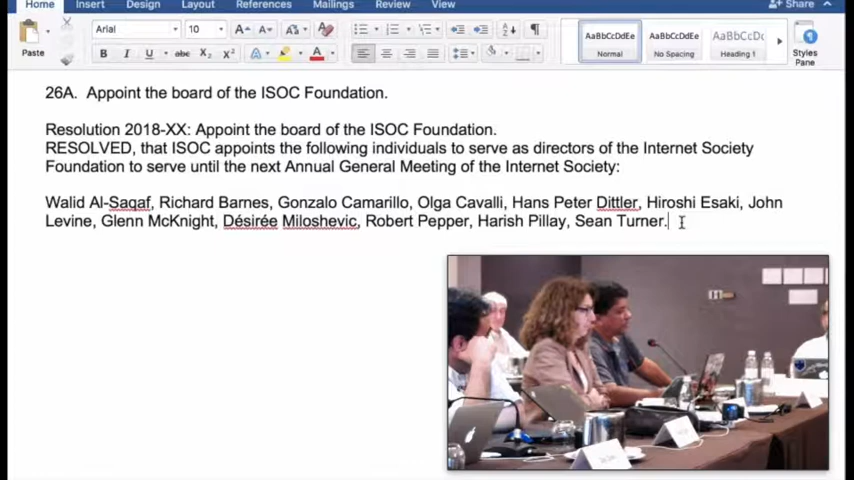 Home Insert Design Layout References Mailings Review View Share
Arial 10
AaBbCcDdEe AaBbCcDdEe AaBbCcDc
Paste Normal No Spacing Heading 1 Styles Pane
26A. Appoint the board of the ISOC Foundation.
Resolution 2018-XX: Appoint the board of the ISOC Foundation.
RESOLVED, that ISOC appoints the following individuals to serve as directors of the Internet Society
Foundation to serve until the next Annual General Meeting of the Internet Society:
Walid Al-Saqaf, Richard Barnes, Gonzalo Camarillo, Olga Cavalli, Hans Peter Dittler, Hiroshi Esaki, John
Levine, Glenn McKnight, Désirée Miloshevic, Robert Pepper, Harish Pillay, Sean Turner.